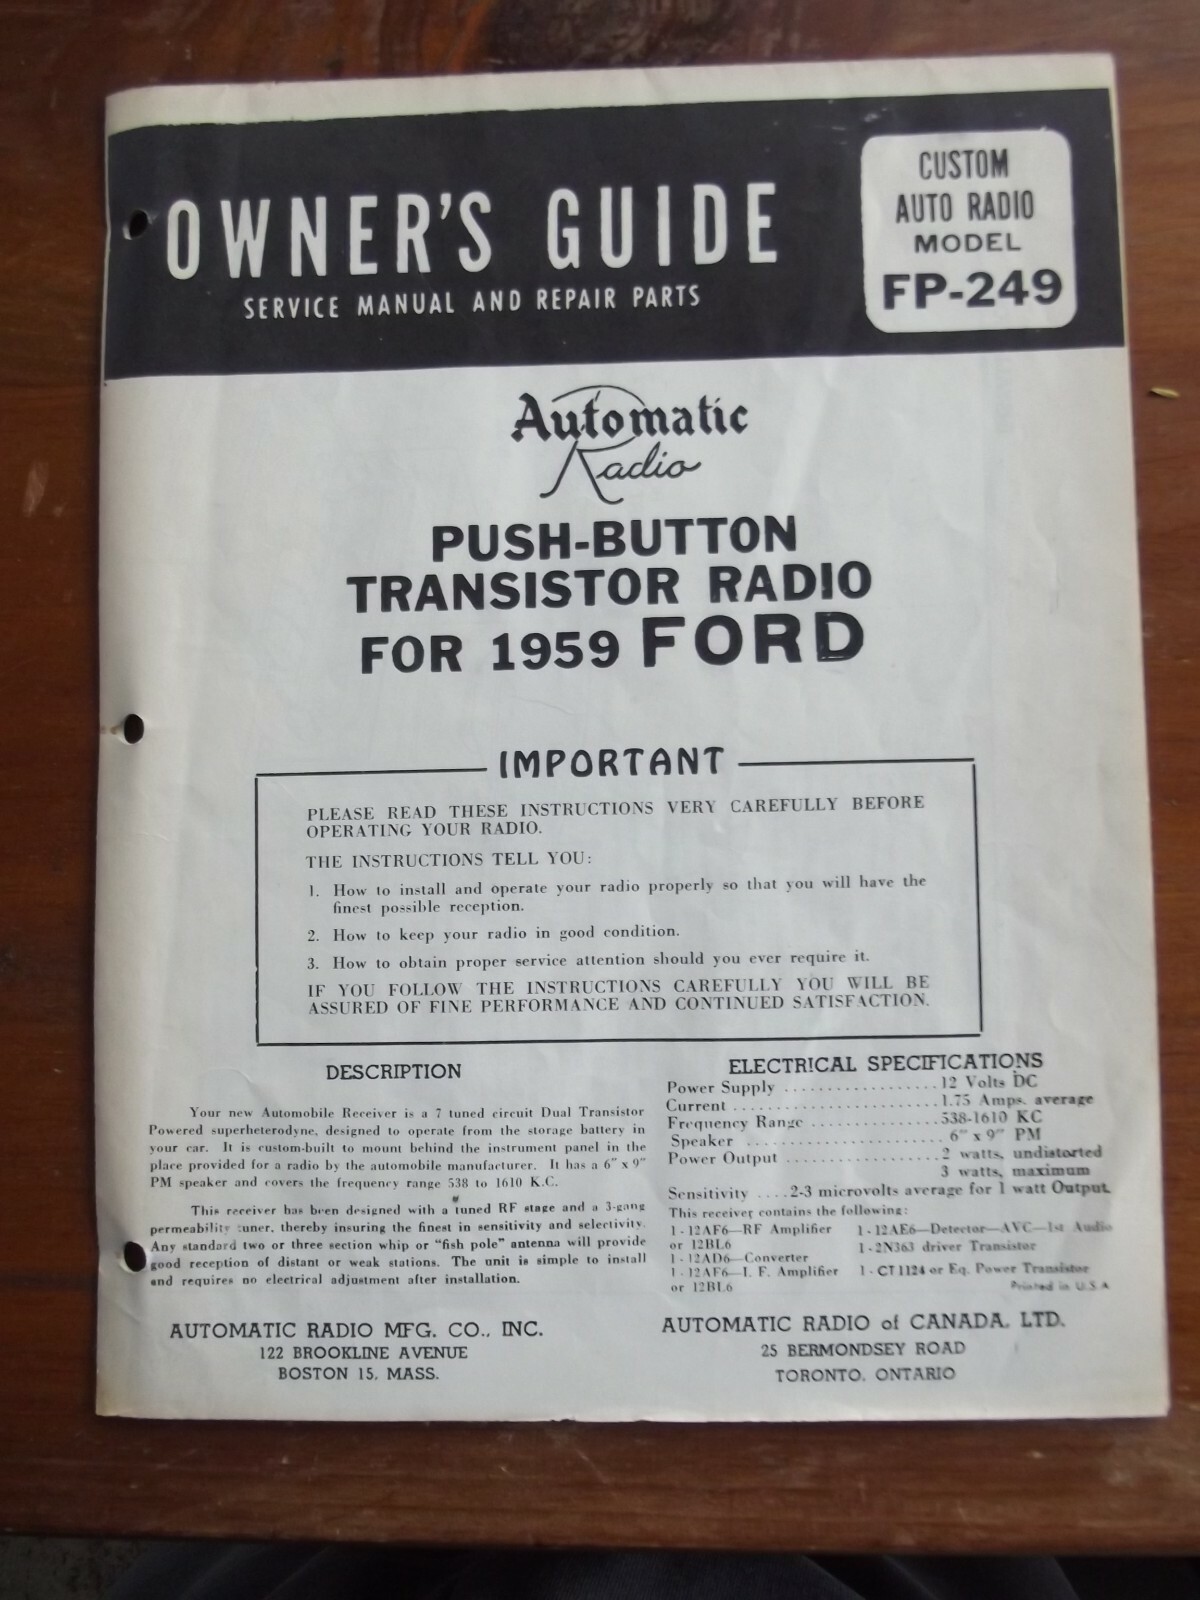 OWNER'S GUIDE
SERVICE MANUAL AND REPAIR PARTS
CUSTOM
AUTO RADIO
MODEL
FP-249
Automatic
Radio
PUSH-BUTTON
TRANSISTOR RADIO
FOR 1959 FORD
IMPORTANT
PLEASE READ THESE INSTRUCTIONS VERY CAREFULLY BEFORE
OPERATING YOUR RADIO.
THE INSTRUCTIONS TELL YOU:
1. How to install and operate your radio properly so that you will have the
finest possible reception.
2. How to keep your radio in good condition.
3. How to obtain proper service attention should you ever require it.
IF YOU FOLLOW THE INSTRUCTIONS CAREFULLY YOU WILL BE
ASSURED OF FINE PERFORMANCE AND CONTINUED SATISFACTION.
DESCRIPTION
Your new Automobile Receiver is a 7 tuned circuit Dual Transistor
Powered superheterodyne, designed to operate from the storage battery in
your car. It is custom-built to mount behind the instrument panel in the
place provided for a radio by the automobile manufacturer. It has a 6" x 9"
PM speaker and covers the frequency range 538 to 1610 K.C.
This receiver has been designed with a tuned RF stage and a 3-gang
permeability tuner, thereby insuring the finest in sensitivity and selectivity.
Any standard two or three section whip or "fish pole" antenna will provide
good reception of distant or weak stations. The unit is simple to install
and requires no electrical adjustment after installation.
ELECTRICAL SPECIFICATIONS
Power Supply .................. 12 Volts DC
Current ........................ 1.75 Amps. average
Frequency Range ............... 538-1610 KC
Speaker ....................... 6" x 9" PM
Power Output .................. 2 watts, undistorted
3 watts, maximum
Sensitivity .... 2-3 microvolts average for 1 watt Output.
This receiver contains the following:
1 - 12AF6—RF Amplifier
or 12BL6
1 - 12AD6—Converter
1 - 12AF6—I. F. Amplifier
or 12BL6
1 - 12AE6—Detector—AVC—1st Audio
1 - 2N363 driver Transistor
1 - CT1124 or Eq. Power Transistor
Printed in U.S.A.
AUTOMATIC RADIO MFG. CO., INC.
122 BROOKLINE AVENUE
BOSTON 15, MASS.
AUTOMATIC RADIO of CANADA, LTD.
25 BERMONDSEY ROAD
TORONTO, ONTARIO